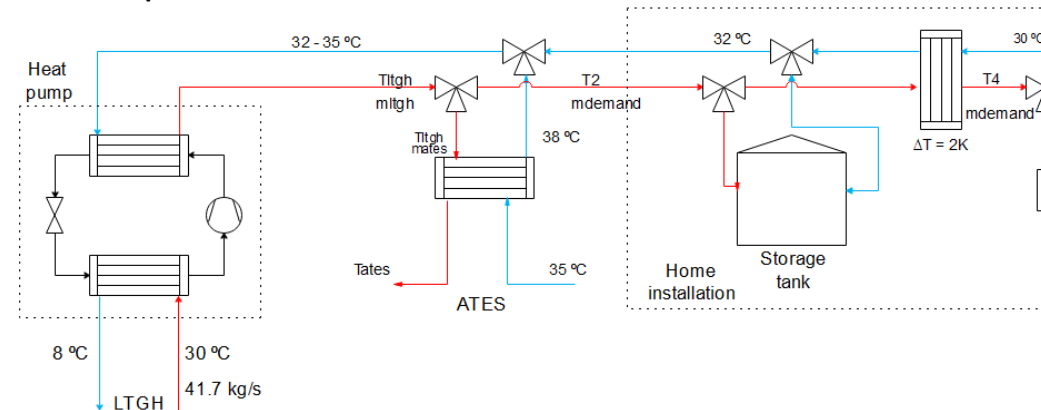 32 - 35 ºC
32 ºC
30 ºC
Heat
pump
Tltgh
mltgh
T2
mdemand
T4
mdemand
Tltgh
mates
38 ºC
ΔT = 2K
Storage
tank
Home
installation
Tates
35 ºC
ATES
8 ºC
30 ºC
41.7 kg/s
LTGH